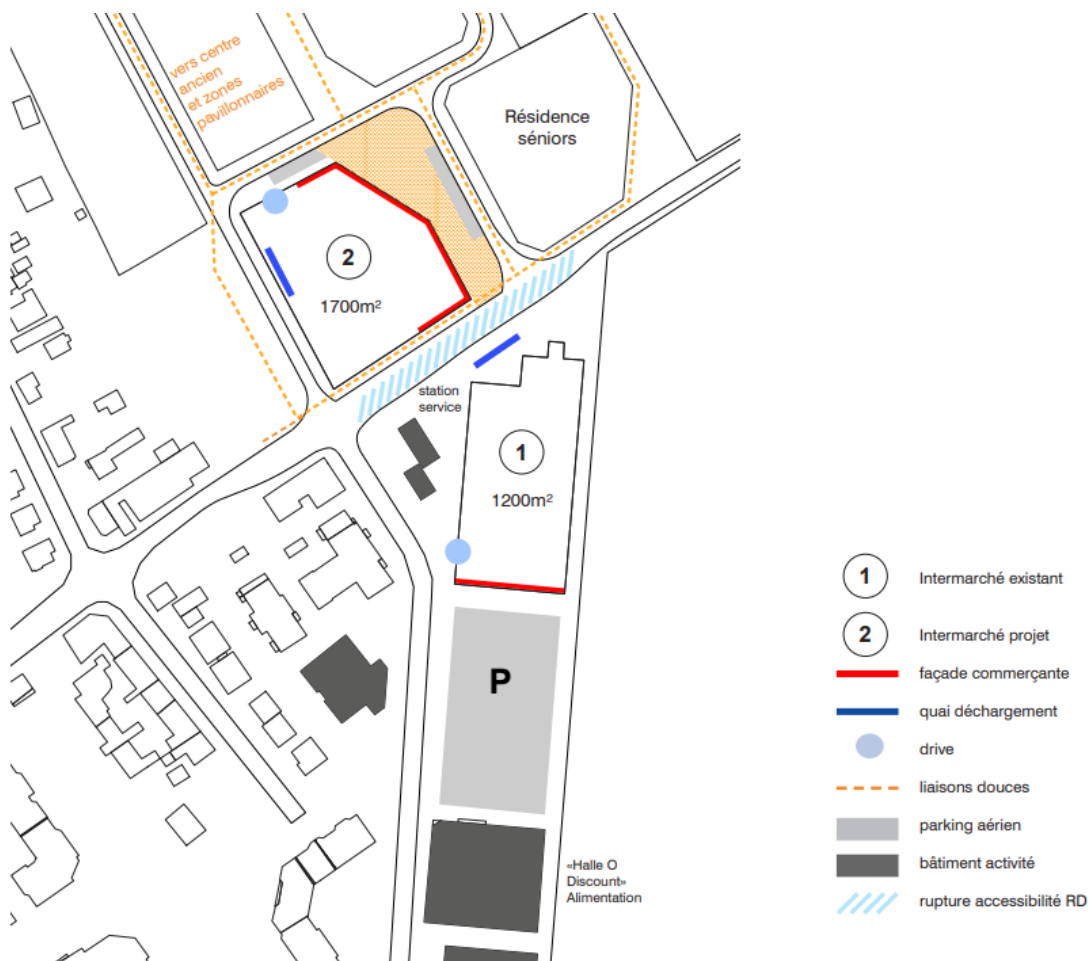 vers centre
ancien
et zones
pavillonnaires
Résidence
séniors
2
1700m²
station
service
1
1200m²
P
«Halle O
Discount»
Alimentation
1
Intermarché existant
2
Intermarché projet
façade commerçante
quai déchargement
drive
liaisons douces
parking aérien
bâtiment activité
rupture accessibilité RD